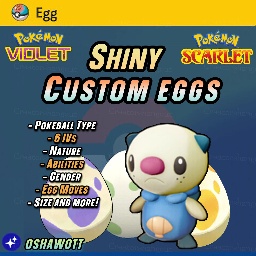 Egg
POKÉMON
VIOLET
POKÉMON
SCARLET
SHINY
CUSTOM EGGS
- POKEBALL TYPE
- 6 IVS
- NATURE
- ABILITIES
- GENDER
- EGG MOVES
- SIZE AND MORE!
OSHAWOTT